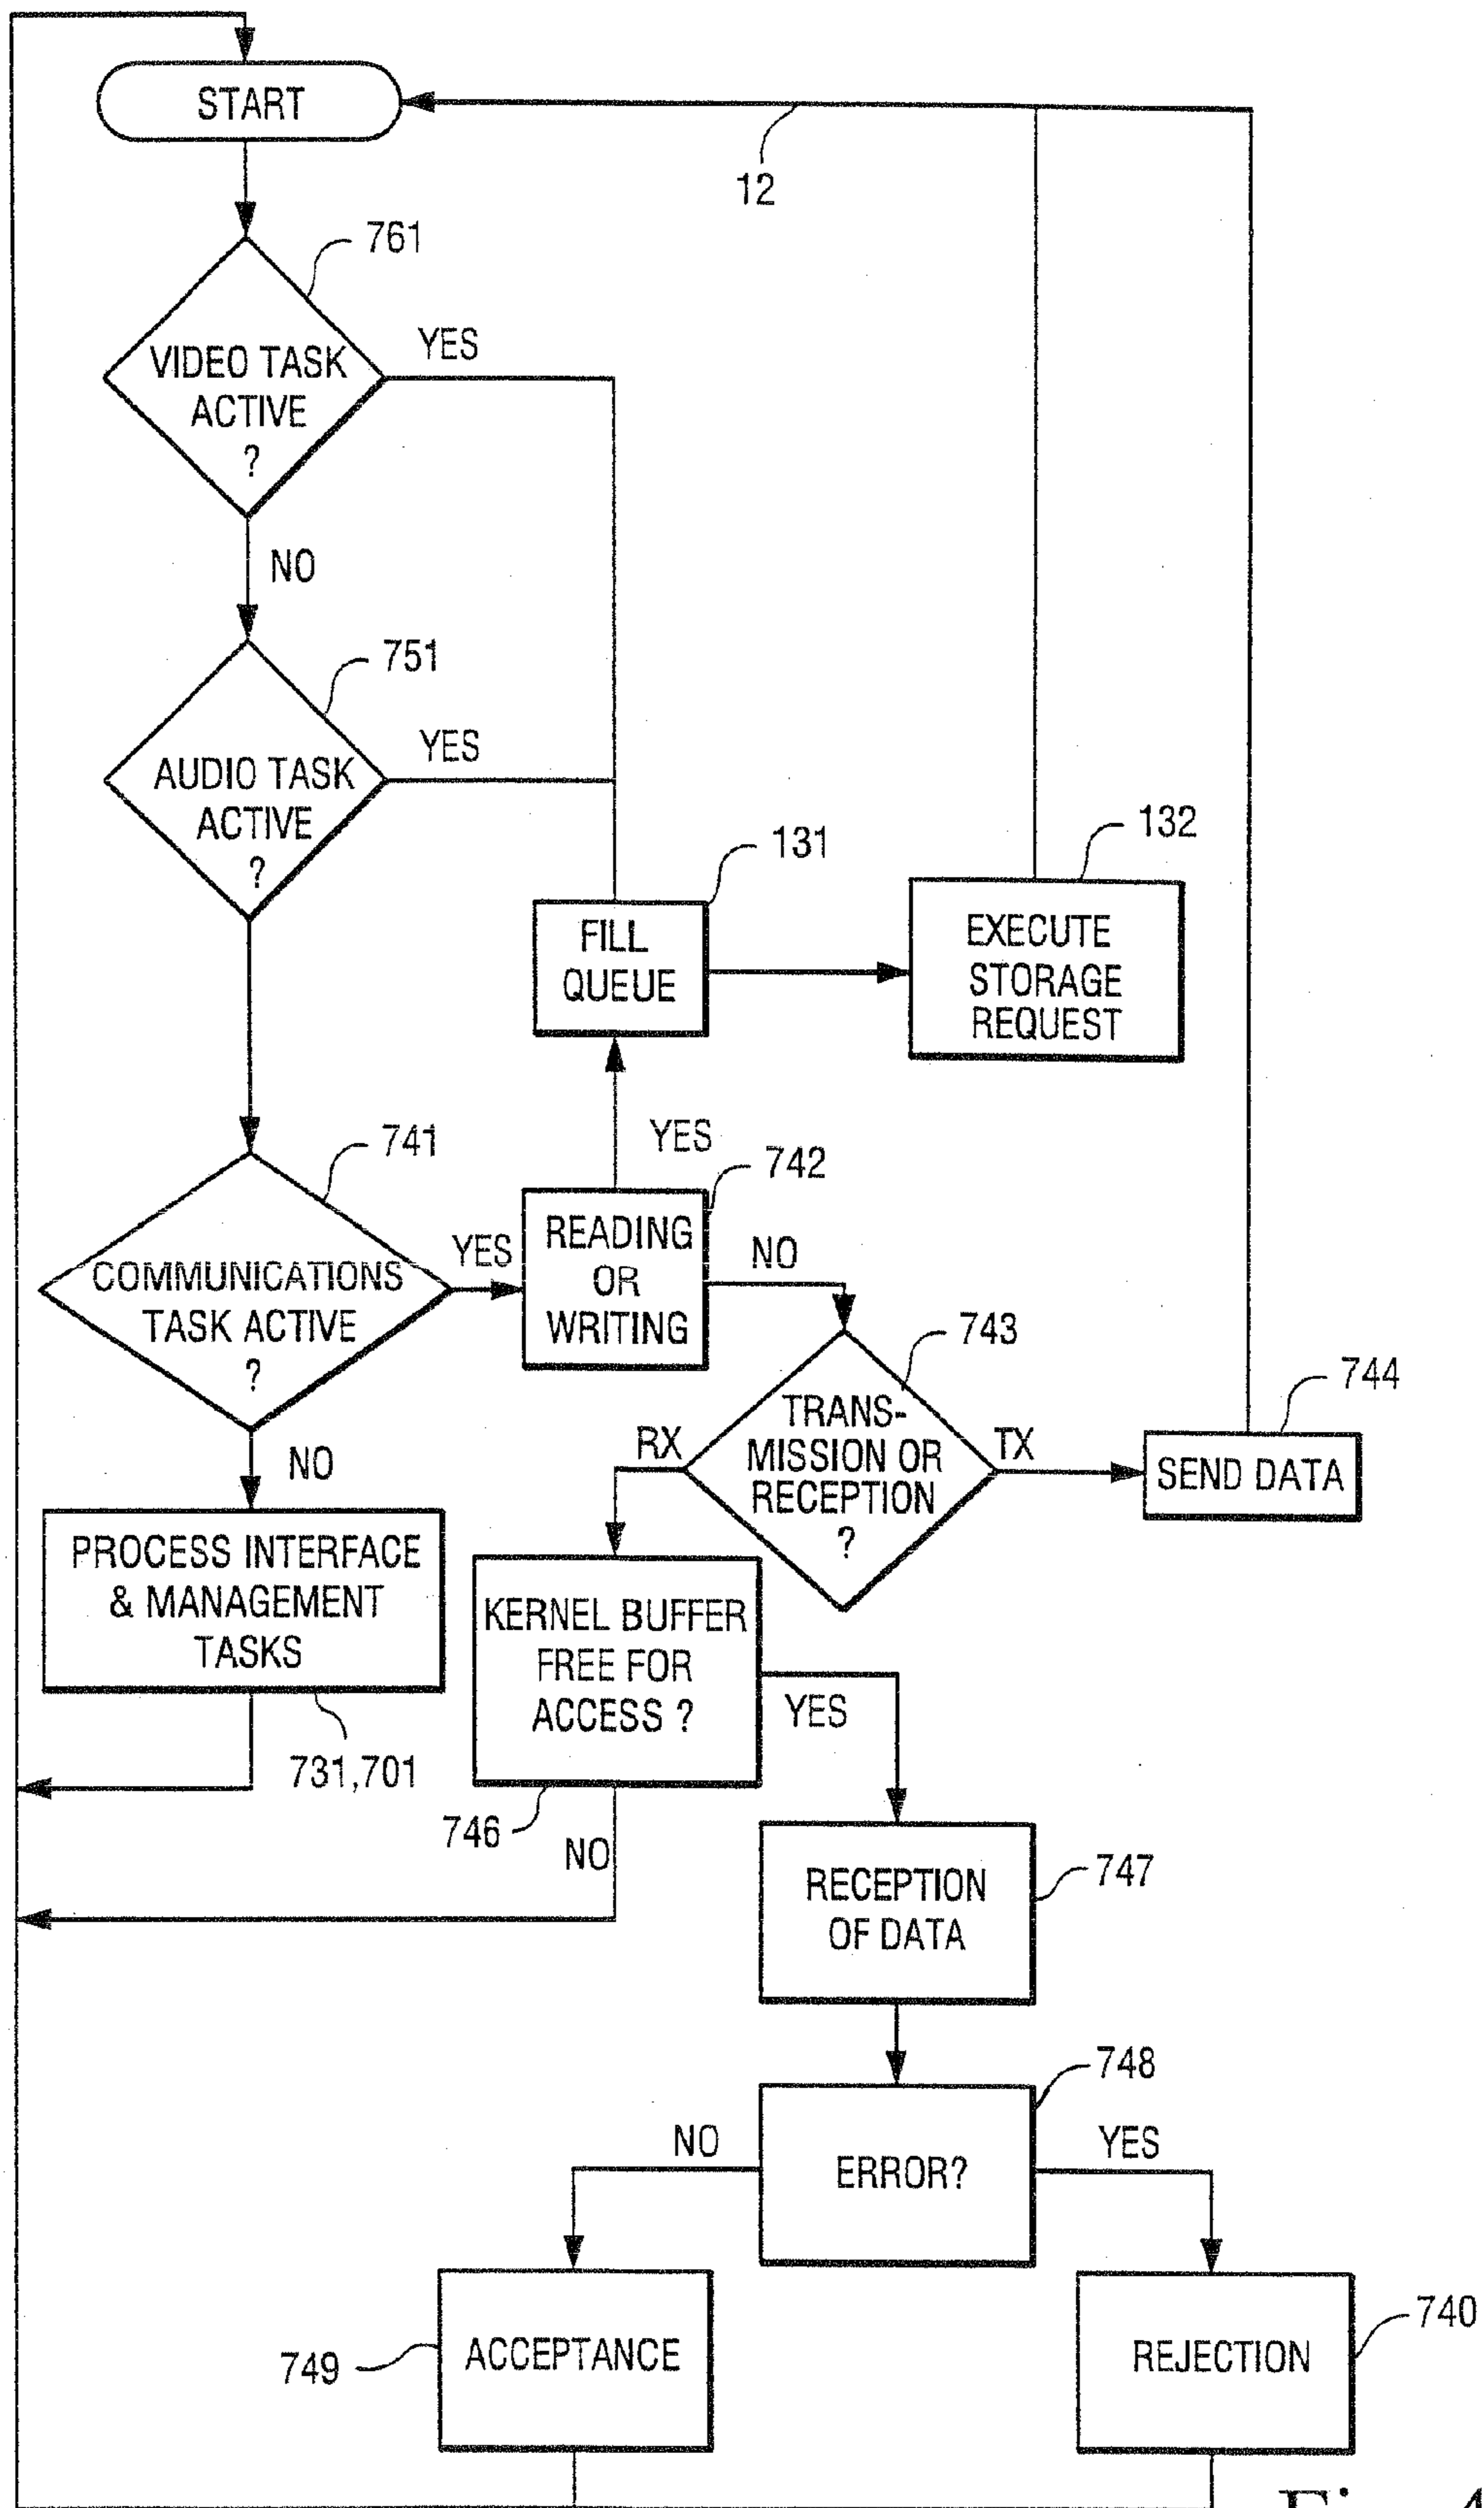 START
12
761
VIDEO TASK
ACTIVE
?
YES
NO
751
AUDIO TASK
ACTIVE
?
YES
131
FILL
QUEUE
132
EXECUTE
STORAGE
REQUEST
741
COMMUNICATIONS
TASK ACTIVE
?
YES
YES
742
READING
OR
WRITING
NO
743
TRANS-
MISSION OR
RECEPTION
?
RX
TX
744
SEND DATA
NO
PROCESS INTERFACE
& MANAGEMENT
TASKS
731,701
KERNEL BUFFER
FREE FOR
ACCESS ?
YES
746
NO
747
RECEPTION
OF DATA
748
ERROR?
NO
YES
749
ACCEPTANCE
740
REJECTION